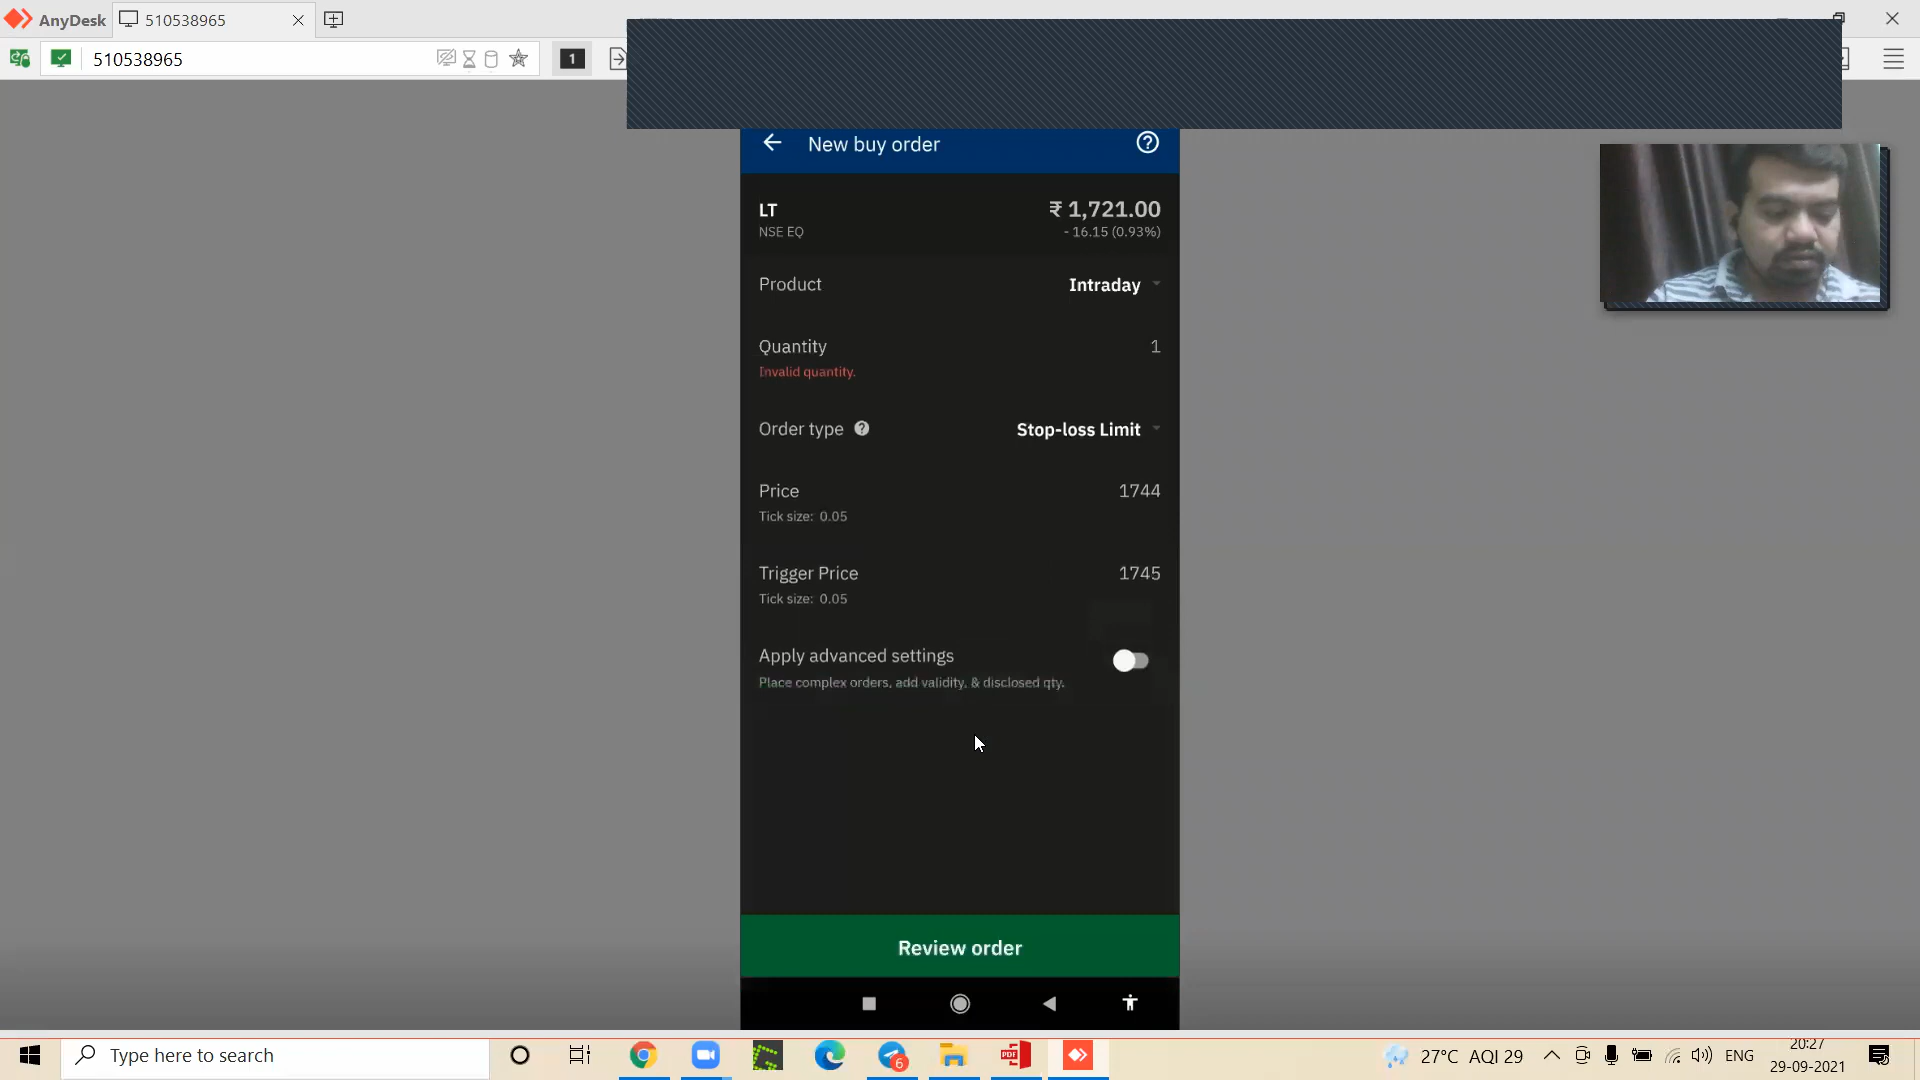 AnyDesk 510538965
510538965 1
New buy order
LT ₹ 1,721.00
NSE EQ - 16.15 (0.93%)
Product Intraday
Quantity 1
Invalid quantity.
Order type ? Stop-loss Limit
Price 1744
Tick size: 0.05
Trigger Price 1745
Tick size: 0.05
Apply advanced settings
Place complex orders, add validity, & disclosed qty.
Review order
Type here to search 6 PDF 27°C AQI 29 ENG 20:27
29-09-2021